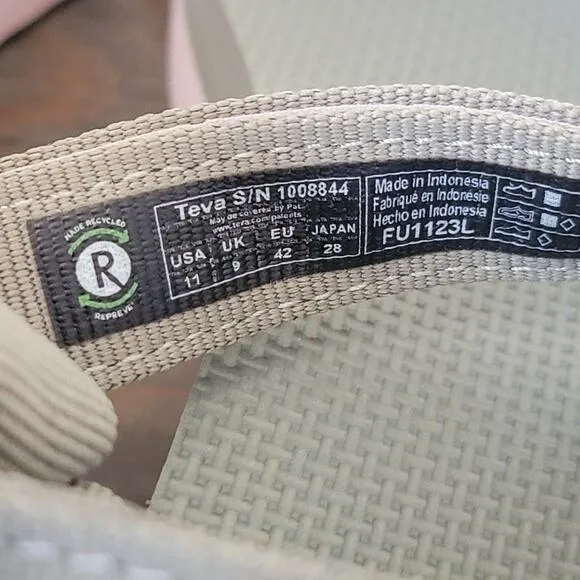 MADE RECYCLED
R
REPREVE
Teva S/N 1008844
May be covered by Pat.
www.teva.com/patents
USA UK EU JAPAN
11 9 42 28
Made in Indonesia
Fabriqué en Indonésie
Hecho en Indonesia
FU1123L